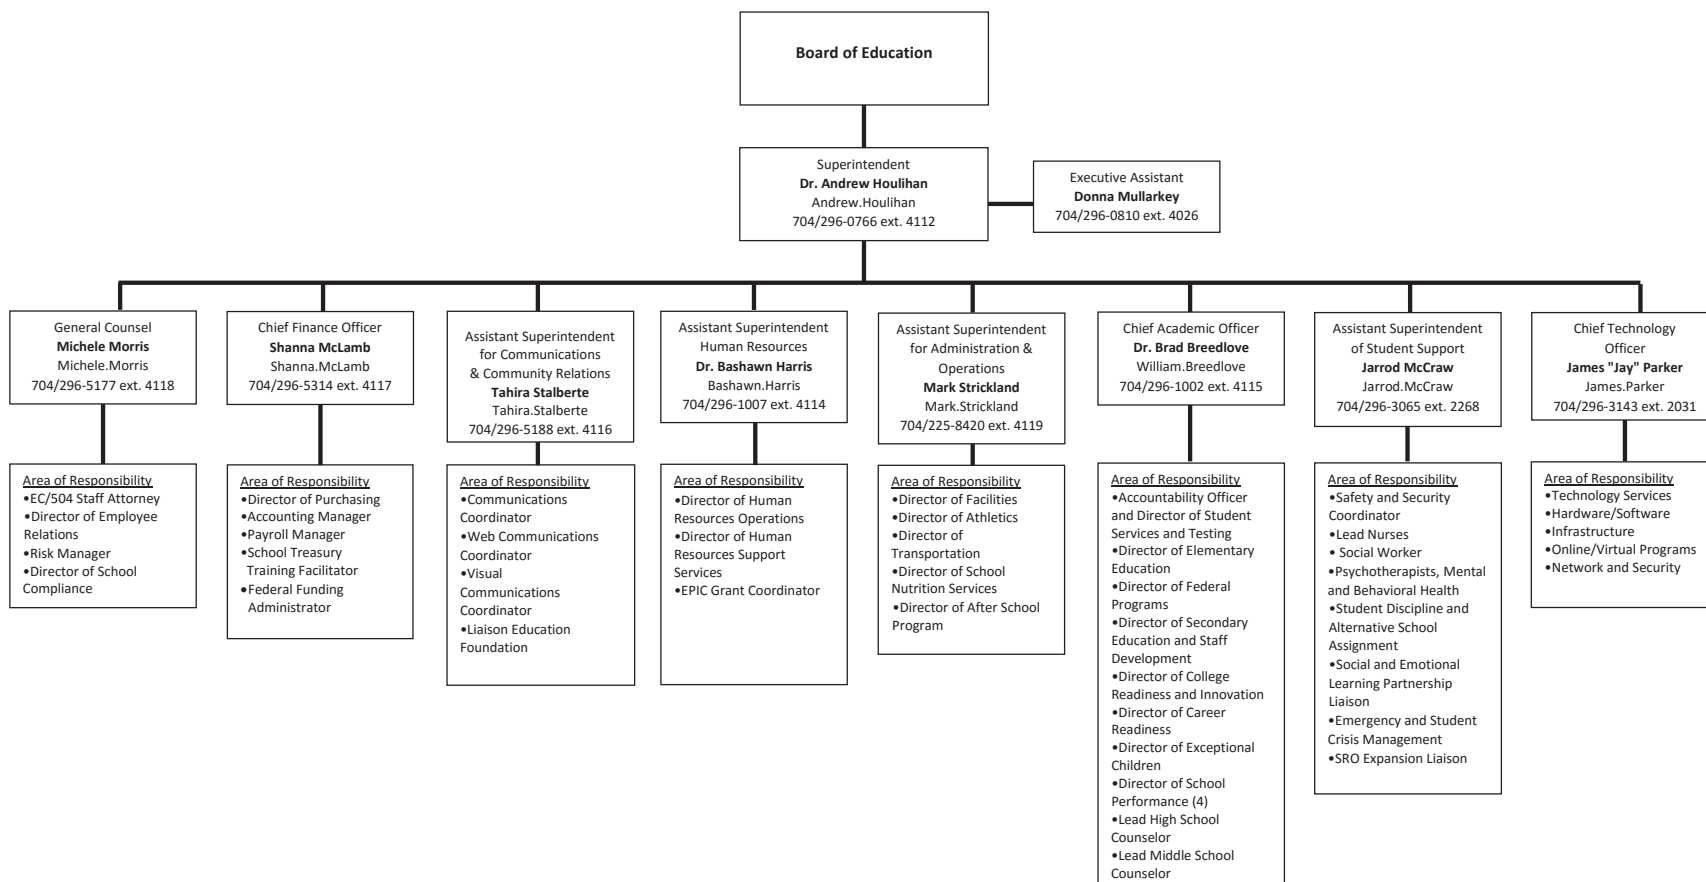 Board of Education
Superintendent
Dr. Andrew Houlihan
Andrew.Houlihan
704/296-0766 ext. 4112
Executive Assistant
Donna Mullarkey
704/296-0810 ext. 4026
General Counsel
Michele Morris
Michele.Morris
704/296-5177 ext. 4118
Chief Finance Officer
Shanna McLamb
Shanna.McLamb
704/296-5314 ext. 4117
Assistant Superintendent
for Communications
& Community Relations
Tahira Stalberte
Tahira.Stalberte
704/296-5188 ext. 4116
Assistant Superintendent
Human Resources
Dr. Bashawn Harris
Bashawn.Harris
704/296-1007 ext. 4114
Assistant Superintendent
for Administration &
Operations
Mark Strickland
Mark.Strickland
704/225-8420 ext. 4119
Chief Academic Officer
Dr. Brad Breedlove
William.Breedlove
704/296-1002 ext. 4115
Assistant Superintendent
of Student Support
Jarrod McCraw
Jarrod.McCraw
704/296-3065 ext. 2268
Chief Technology
Officer
James "Jay" Parker
James.Parker
704/296-3143 ext. 2031
Area of Responsibility
•EC/504 Staff Attorney
•Director of Employee
Relations
•Risk Manager
•Director of School
Compliance
Area of Responsibility
•Director of Purchasing
•Accounting Manager
•Payroll Manager
•School Treasury
Training Facilitator
•Federal Funding
Administrator
Area of Responsibility
•Communications
Coordinator
•Web Communications
Coordinator
•Visual
Communications
Coordinator
•Liaison Education
Foundation
Area of Responsibility
•Director of Human
Resources Operations
•Director of Human
Resources Support
Services
•EPIC Grant Coordinator
Area of Responsibility
•Director of Facilities
•Director of Athletics
•Director of
Transportation
•Director of School
Nutrition Services
•Director of After School
Program
Area of Responsibility
•Accountability Officer
and Director of Student
Services and Testing
•Director of Elementary
Education
•Director of Federal
Programs
•Director of Secondary
Education and Staff
Development
•Director of College
Readiness and Innovation
•Director of Career
Readiness
•Director of Exceptional
Children
•Director of School
Performance (4)
•Lead High School
Counselor
•Lead Middle School
Counselor
Area of Responsibility
•Safety and Security
Coordinator
•Lead Nurses
• Social Worker
•Psychotherapists, Mental
and Behavioral Health
•Student Discipline and
Alternative School
Assignment
•Social and Emotional
Learning Partnership
Liaison
•Emergency and Student
Crisis Management
•SRO Expansion Liaison
Area of Responsibility
•Technology Services
•Hardware/Software
•Infrastructure
•Online/Virtual Programs
•Network and Security